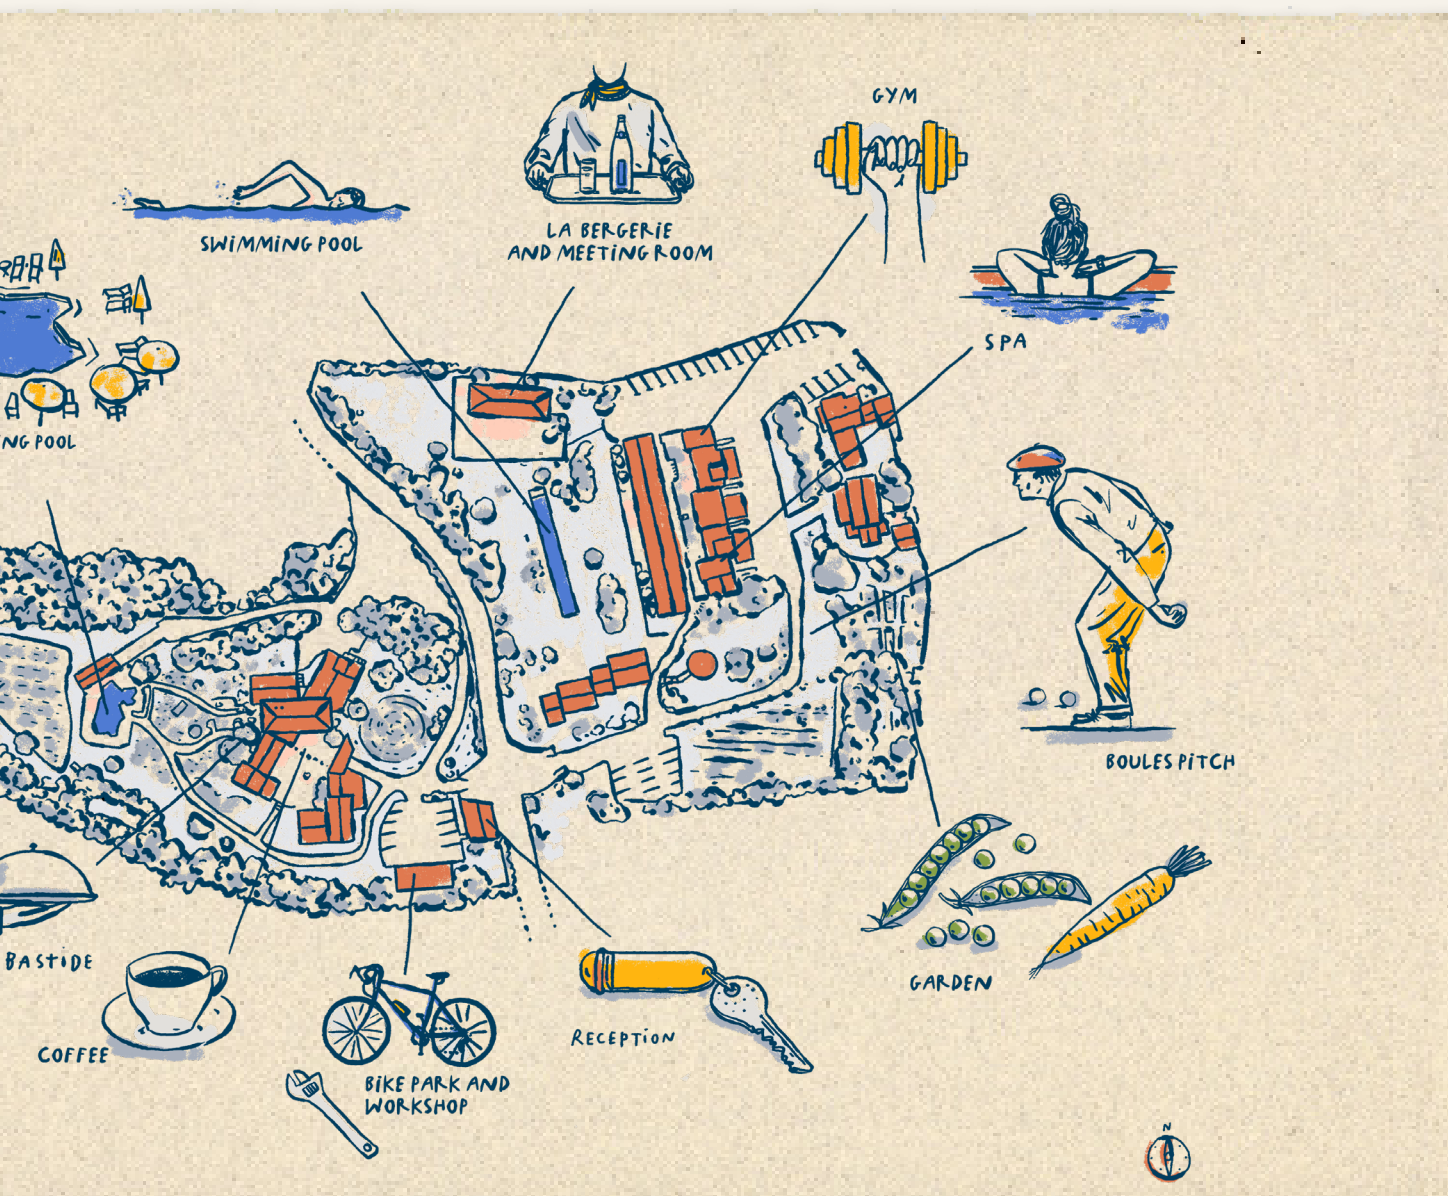 GYM
SWIMMING POOL
LA BERGERIE
AND MEETING ROOM
SPA
NG POOL
BOULES PITCH
BASTIDE
GARDEN
COFFEE
RECEPTION
BIKE PARK AND
WORKSHOP
N